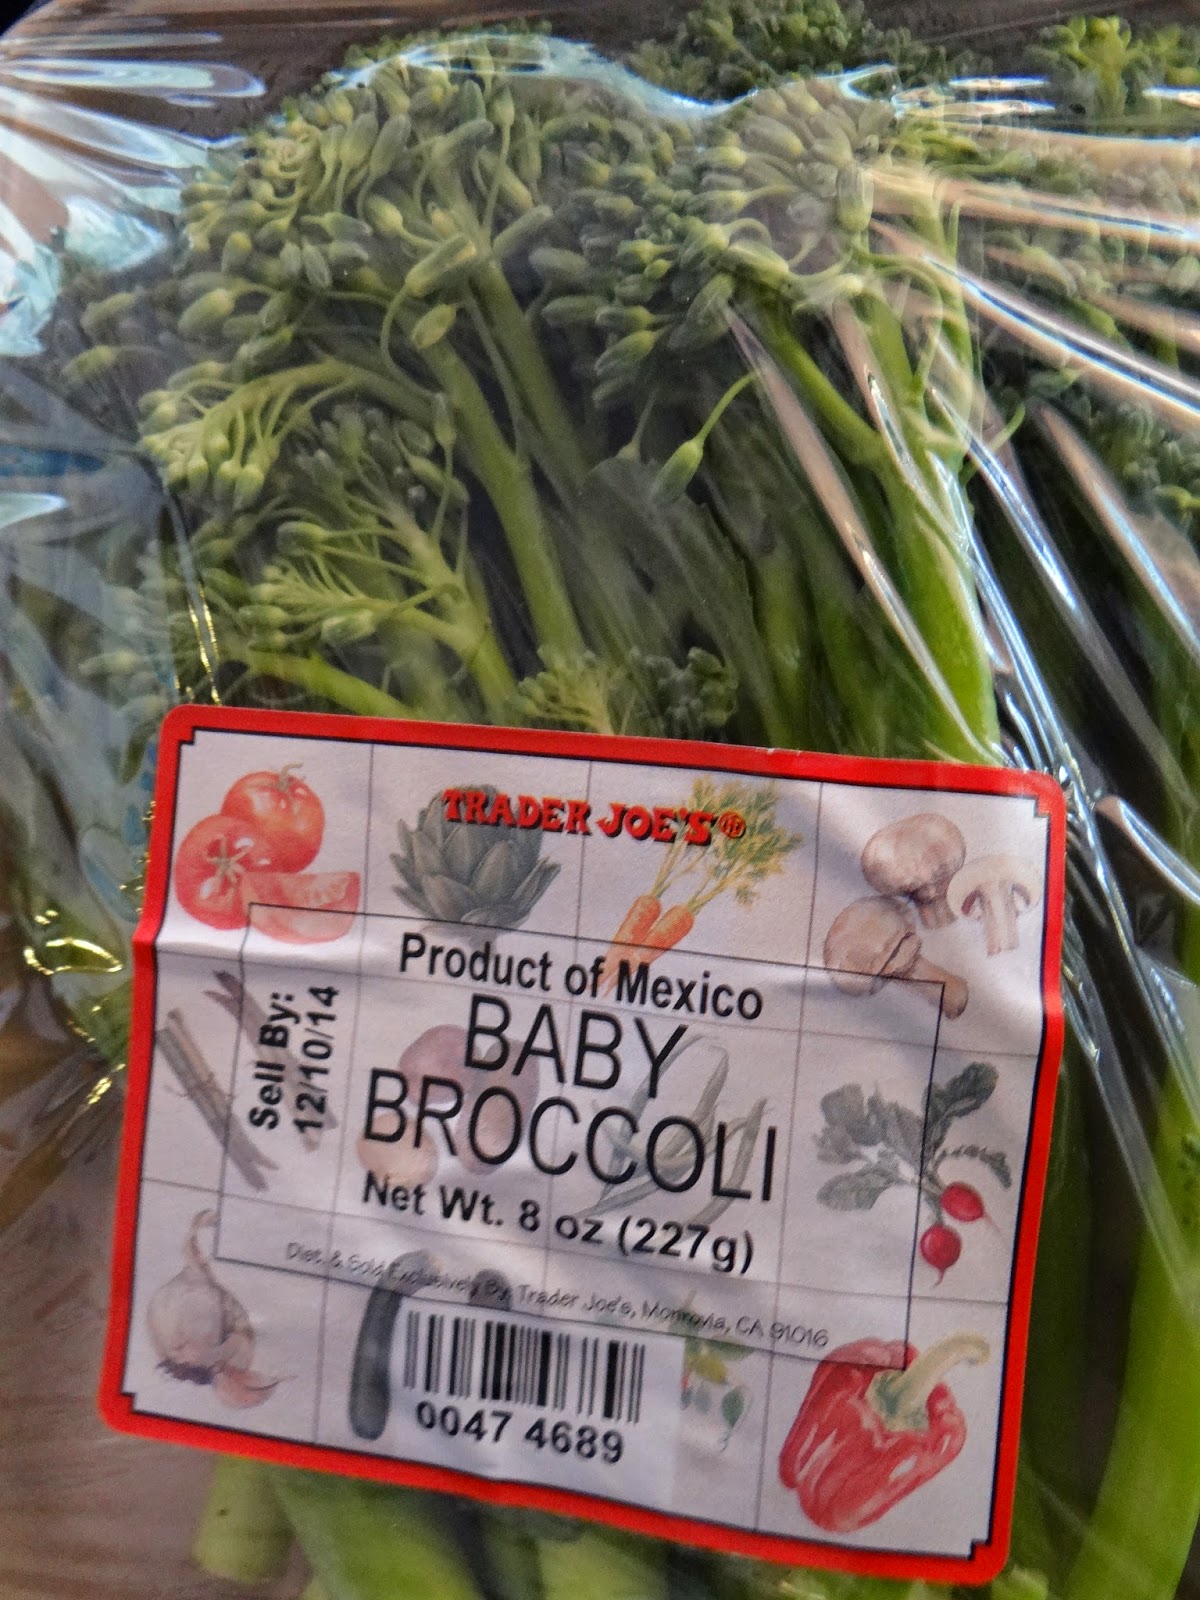 TRADER JOE'S®
Product of Mexico
BABY
BROCCOLI
Net Wt. 8 oz (227g)
Sell By:
12/10/14
Dist. & Sold Exclusively By: Trader Joe's, Monrovia, CA 91016
0047 4689